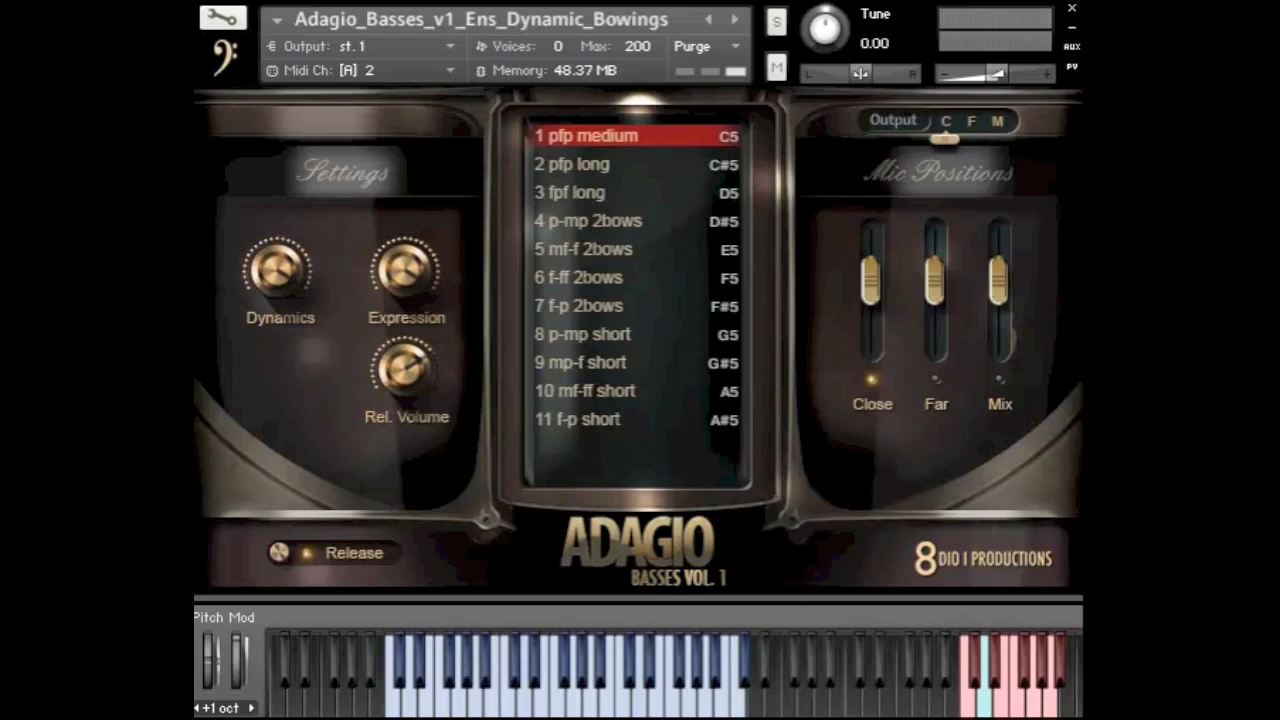 Adagio_Basses_v1_Ens_Dynamic_Bowings
Output: st. 1 Voices: 0 Max: 200 Purge
Midi Ch: [A] 2 Memory: 48.37 MB
S
M
Tune
0.00
L R
- +
AUX
PV
Output C F M
Settings
Dynamics
Expression
Rel. Volume
1 pfp medium C5
2 pfp long C#5
3 fpf long D5
4 p-mp 2bows D#5
5 mf-f 2bows E5
6 f-ff 2bows F5
7 f-p 2bows F#5
8 p-mp short G5
9 mp-f short G#5
10 mf-ff short A5
11 f-p short A#5
Mic Positions
Close Far Mix
Release
ADAGIO
BASSES VOL. 1
8DIO | PRODUCTIONS
Pitch Mod
+1 oct